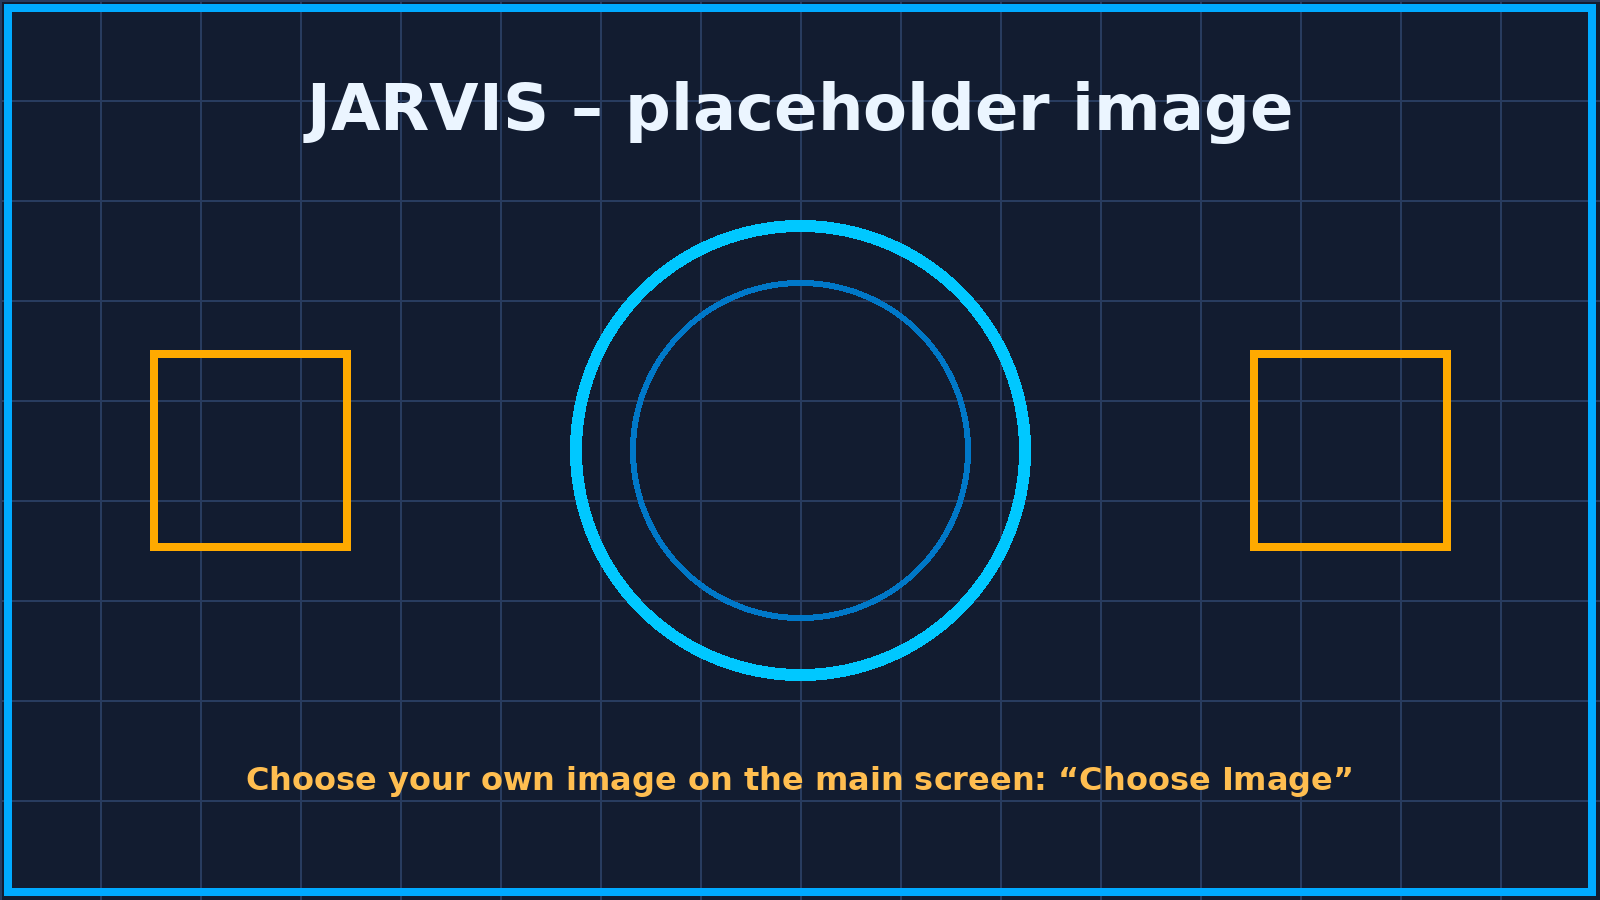 JARVIS – placeholder image
Choose your own image on the main screen: “Choose Image”